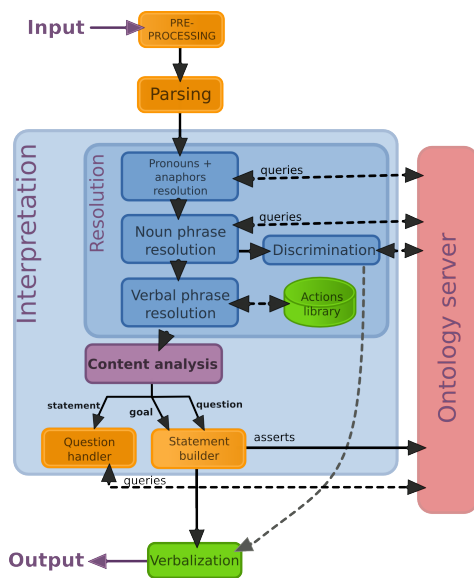 Input
PRE-
PROCESSING
Parsing
Interpretation
Resolution
Pronouns +
anaphors
resolution
queries
Noun phrase
resolution
queries
Discrimination
Verbal phrase
resolution
Actions
library
Ontology server
Content analysis
statement
goal
question
Question
handler
Statement
builder
asserts
queries
Output
Verbalization